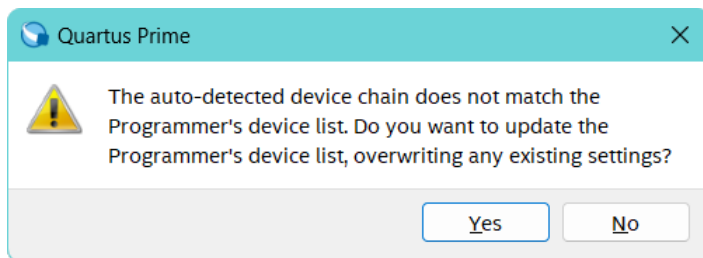 Quartus Prime
The auto-detected device chain does not match the
Programmer's device list. Do you want to update the
Programmer's device list, overwriting any existing settings?
Yes
No